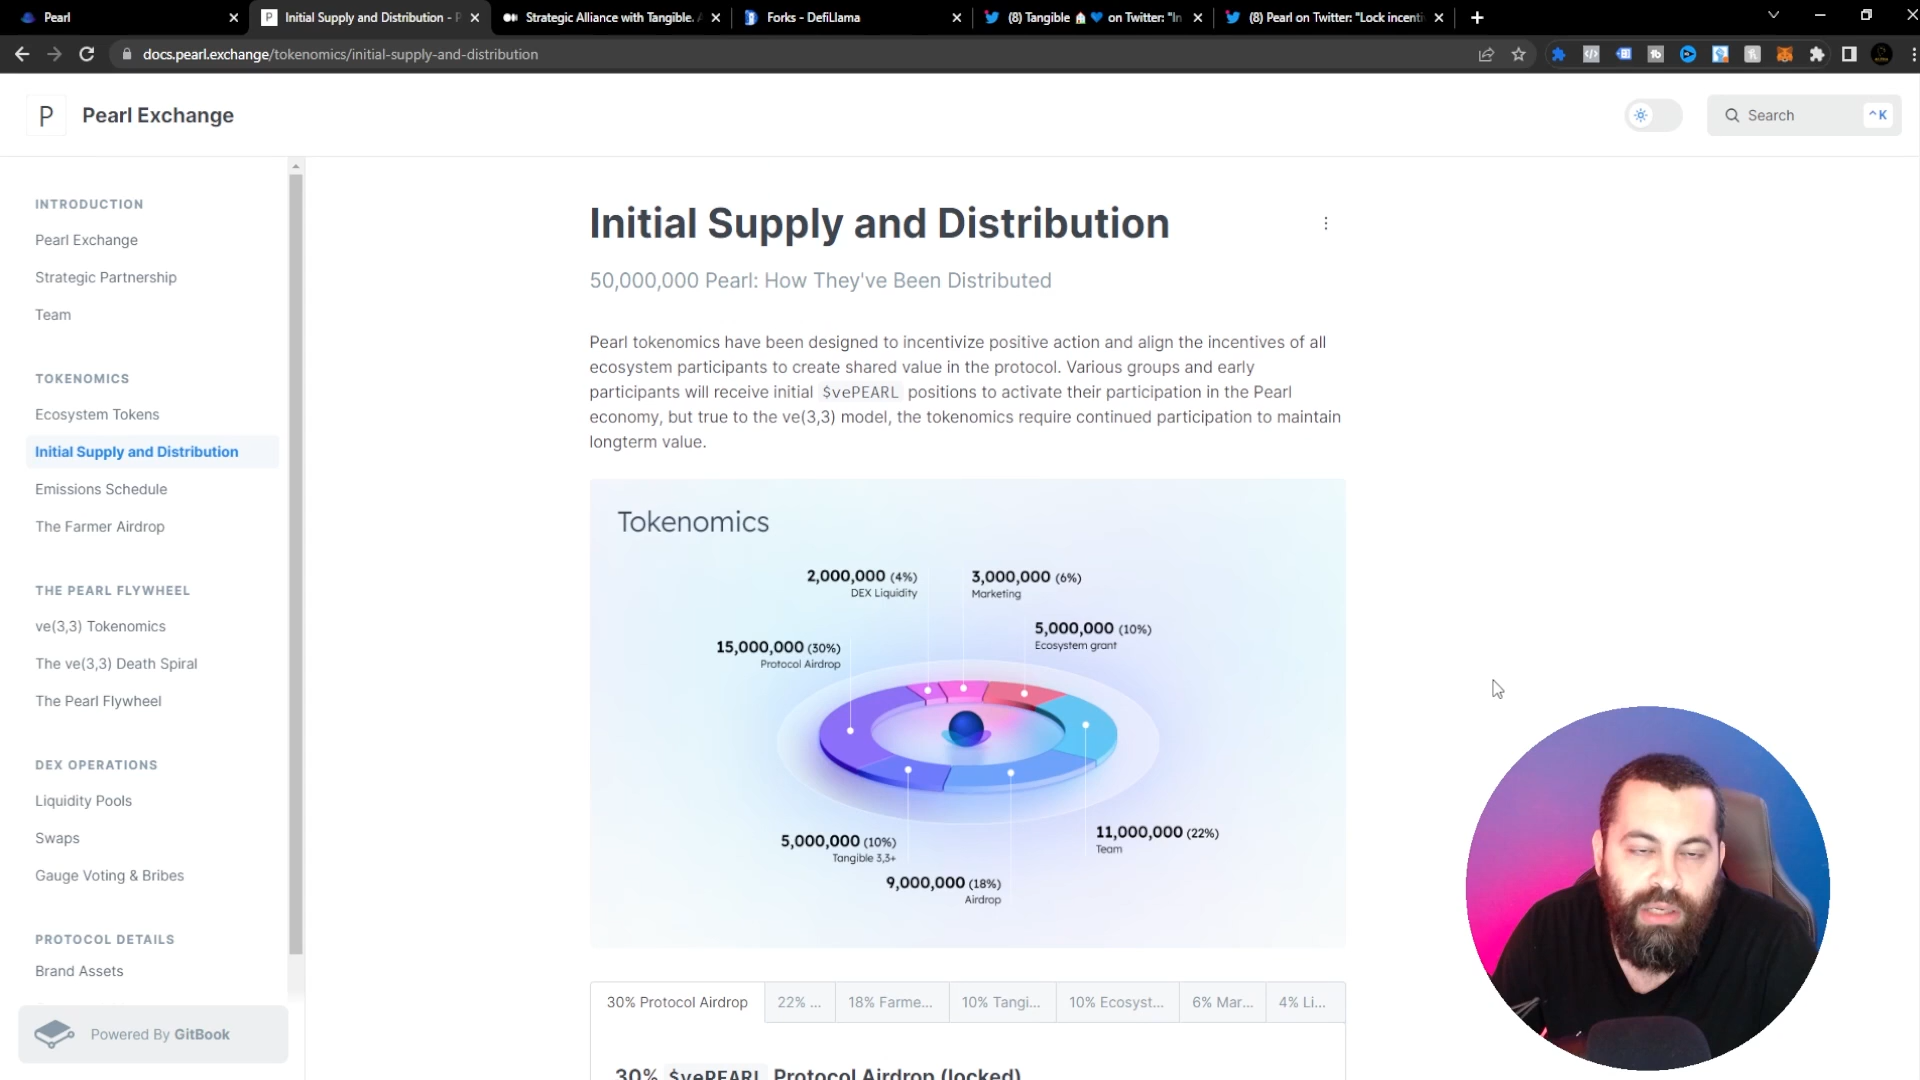 Pearl
Initial Supply and Distribution - P
Strategic Alliance with Tangible.
Forks - DefiLlama
(8) Tangible 🏠💙 on Twitter: "In
(8) Pearl on Twitter: "Lock incenti
docs.pearl.exchange/tokenomics/initial-supply-and-distribution
P
Pearl Exchange
Search
^K
INTRODUCTION
Pearl Exchange
Strategic Partnership
Team
TOKENOMICS
Ecosystem Tokens
Initial Supply and Distribution
Emissions Schedule
The Farmer Airdrop
THE PEARL FLYWHEEL
ve(3,3) Tokenomics
The ve(3,3) Death Spiral
The Pearl Flywheel
DEX OPERATIONS
Liquidity Pools
Swaps
Gauge Voting & Bribes
PROTOCOL DETAILS
Brand Assets
Powered By GitBook
Initial Supply and Distribution
50,000,000 Pearl: How They've Been Distributed
Pearl tokenomics have been designed to incentivize positive action and align the incentives of all
ecosystem participants to create shared value in the protocol. Various groups and early
participants will receive initial $vePEARL positions to activate their participation in the Pearl
economy, but true to the ve(3,3) model, the tokenomics require continued participation to maintain
longterm value.
Tokenomics
2,000,000 (4%)
DEX Liquidity
3,000,000 (6%)
Marketing
5,000,000 (10%)
Ecosystem grant
15,000,000 (30%)
Protocol Airdrop
11,000,000 (22%)
Team
5,000,000 (10%)
Tangible 3,3+
9,000,000 (18%)
Airdrop
30% Protocol Airdrop
22% ...
18% Farme...
10% Tangi...
10% Ecosyst...
6% Mar...
4% Li...
30% $vePEARL Protocol Airdrop (locked)